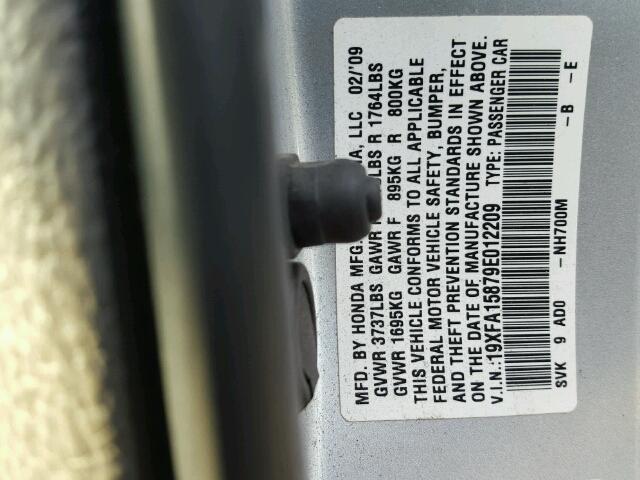 MFD. BY HONDA MFG. LLC 02/'09
GVWR 3737LBS GAWR LBS R 1764LBS
GVWR 1695KG GAWR F 895KG R 800KG
THIS VEHICLE CONFORMS TO ALL APPLICABLE
FEDERAL MOTOR VEHICLE SAFETY, BUMPER,
AND THEFT PREVENTION STANDARDS IN EFFECT
ON THE DATE OF MANUFACTURE SHOWN ABOVE.
V.I.N.:19XFA15879E012209 TYPE: PASSENGER CAR
SVK 9 AD0 -NH700M -B -E